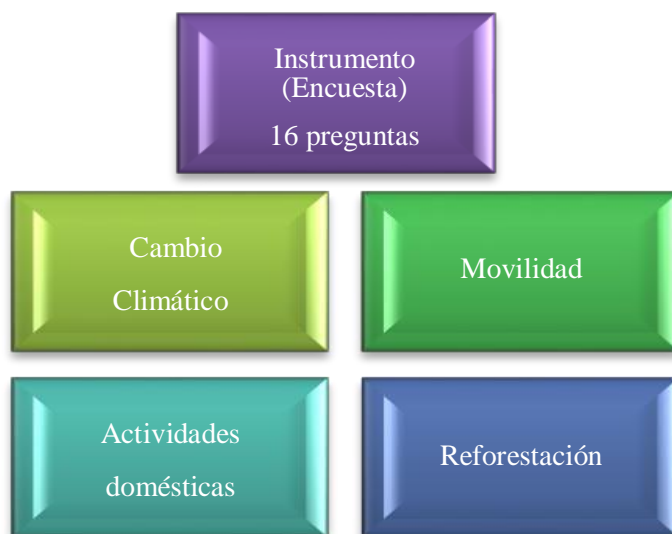 Instrumento
(Encuesta)
16 preguntas
Cambio
Climático
Movilidad
Actividades
domésticas
Reforestación